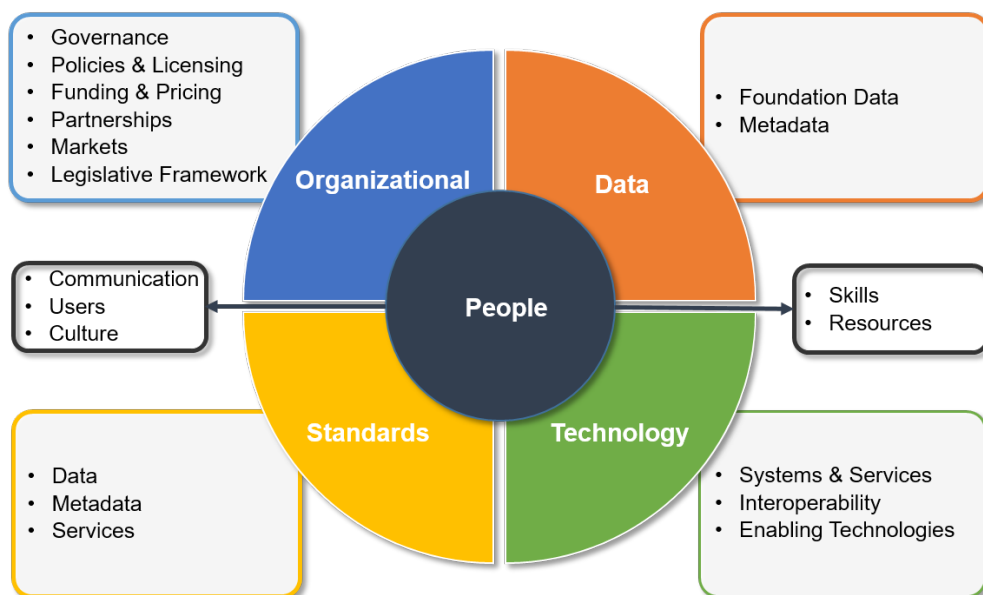 • Governance
• Policies & Licensing
• Funding & Pricing
• Partnerships
• Markets
• Legislative Framework
• Foundation Data
• Metadata
Organizational
Data
• Communication
• Users
• Culture
People
• Skills
• Resources
Standards
Technology
• Data
• Metadata
• Services
• Systems & Services
• Interoperability
• Enabling Technologies